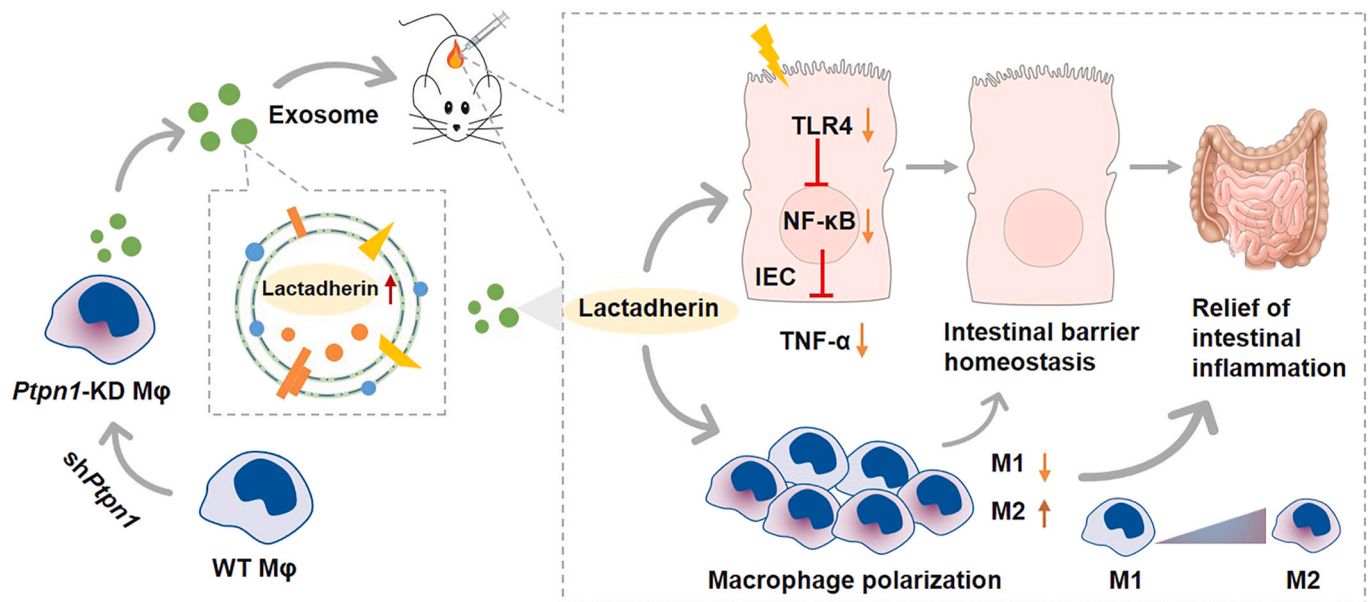 Exosome
Lactadherin
Ptpn1-KD Mφ
shPtpn1
WT Mφ
Lactadherin
TLR4
NF-κB
IEC
TNF-α
Intestinal barrier
homeostasis
Relief of
intestinal
inflammation
Macrophage polarization
M1
M2
M1
M2